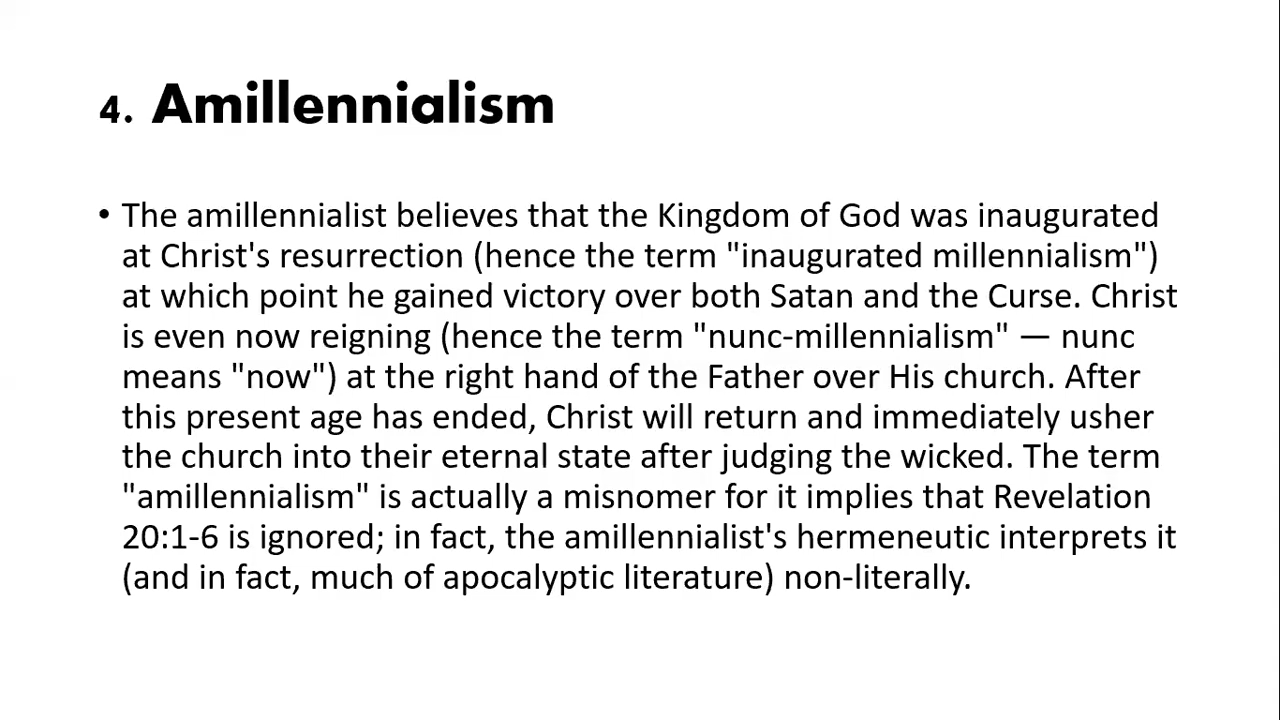 4. Amillennialism
• The amillennialist believes that the Kingdom of God was inaugurated
at Christ's resurrection (hence the term "inaugurated millennialism")
at which point he gained victory over both Satan and the Curse. Christ
is even now reigning (hence the term "nunc-millennialism" — nunc
means "now") at the right hand of the Father over His church. After
this present age has ended, Christ will return and immediately usher
the church into their eternal state after judging the wicked. The term
"amillennialism" is actually a misnomer for it implies that Revelation
20:1-6 is ignored; in fact, the amillennialist's hermeneutic interprets it
(and in fact, much of apocalyptic literature) non-literally.